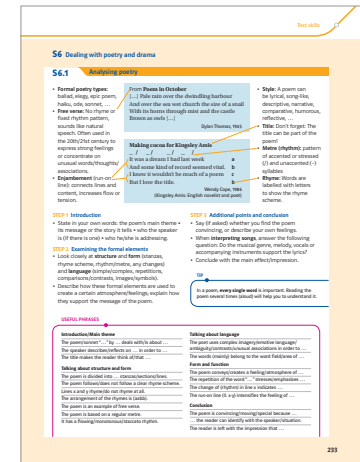 Text skills
S6 Dealing with poetry and drama
S6.1 Analysing poetry
• Formal poetry types:
ballad, elegy, epic poem,
haiku, ode, sonnet, …
• Free verse: No rhyme or
fixed rhythm pattern,
sounds like natural
speech. Often used in
the 20th/21st century to
express strong feelings
or concentrate on
unusual words/thoughts/
associations.
• Enjambement (run-on
line): connects lines and
content, increases flow or
tension.
From Poem in October
[…] Pale rain over the dwindling harbour
And over the sea wet church the size of a snail
With its horns through mist and the castle
Brown as owls […]
Dylan Thomas, 1945
Making cocoa for Kingsley Amis
It was a dream I had last week a
And some kind of record seemed vital. b
I knew it wouldn't be much of a poem c
But I love the title. b
Wendy Cope, 1986
(Kingsley Amis: English novelist and poet)
• Style: A poem can
be lyrical, song-like,
descriptive, narrative,
comparative, humorous,
reflective, …
• Title: Don't forget: The
title can be part of the
poem!
• Metre (rhythm): pattern
of accented or stressed
(/) and unaccented (–)
syllables
• Rhyme: Words are
labelled with letters
to show the rhyme
scheme.
STEP 1 Introduction
• State in your own words: the poem's main theme •
its message or the story it tells • who the speaker
is (if there is one) • who he/she is addressing.
STEP 2 Examining the formal elements
• Look closely at structure and form (stanzas,
rhyme scheme, rhythm/metre, any changes)
and language (simple/complex, repetitions,
comparisons/contrasts, images/symbols).
• Describe how these formal elements are used to
create a certain atmosphere/feelings; explain how
they support the message of the poem.
STEP 3 Additional points and conclusion
• Say (if asked) whether you find the poem
convincing, or describe your own feelings.
• When interpreting songs, answer the following
question: Do the musical genre, melody, vocals or
accompanying instruments support the lyrics?
• Conclude with the main effect/impression.
TIP
In a poem, every single word is important. Reading the
poem several times (aloud) will help you to understand it.
USEFUL PHRASES
Introduction/Main theme
The poem/sonnet "…" by … deals with/is about …
The speaker describes/reflects on … in order to …
The title makes the reader think of/that …
Talking about structure and form
The poem is divided into … stanzas/sections/lines.
The poem follows/does not follow a clear rhyme scheme.
Lines x and y rhyme/do not rhyme at all.
The arrangement of the rhymes is (aabb).
The poem is an example of free verse.
The poem is based on a regular metre.
It has a flowing/monotonous/staccato rhythm.
Talking about language
The poet uses complex imagery/emotive language/
ambiguity/contrasts/unusual associations in order to …
The words (mainly) belong to the word field/area of …
Form and function
The poem conveys/creates a feeling/atmosphere of …
The repetition of the word "…" stresses/emphasises …
The change of (rhythm) in line x indicates …
The run-on line (ll. x-y) intensifies the feeling of …
Conclusion
The poem is convincing/moving/special because …
… the reader can identify with the speaker/situation.
The reader is left with the impression that …
233